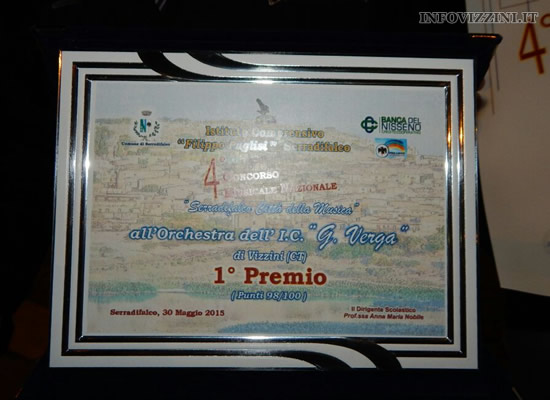 INFOVIZZINI.IT
4°
Comune di Serradifalco
Istituto Comprensivo
"Filippo Puglisi" Serradifalco
BANCA DEL
NISSENO
4° CONCORSO
MUSICALE NAZIONALE
"Serradifalco Città della Musica"
all'Orchestra dell' I.C. "G. Verga"
di Vizzini (CT)
1° Premio
(Punti 98/100)
Serradifalco, 30 Maggio 2015
Il Dirigente Scolastico
Prof.ssa Anna Maria Nobile